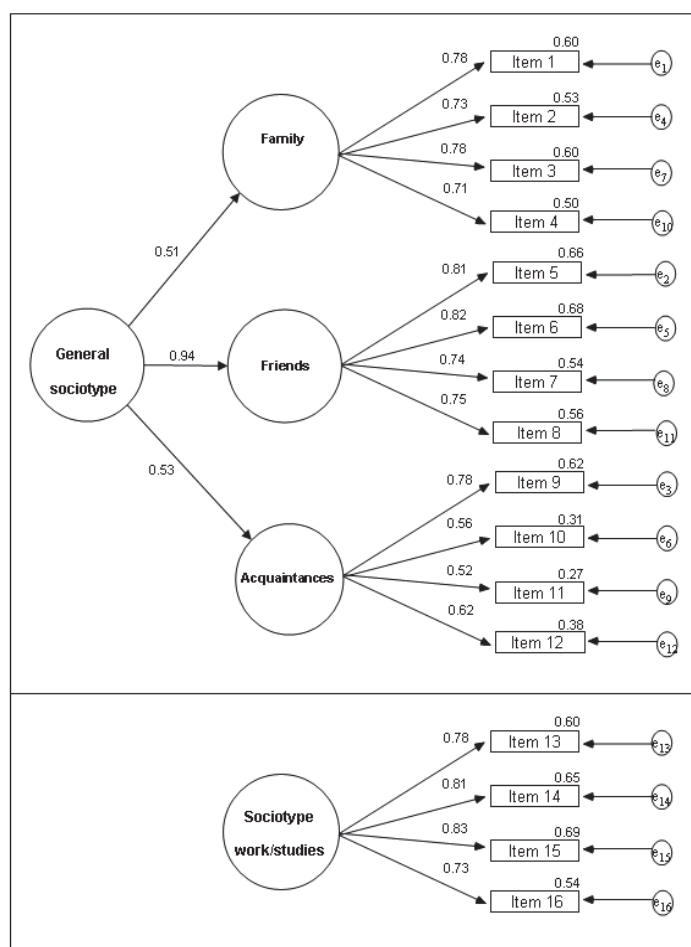 0.60
0.78
Item 1
e1
0.53
0.73
Item 2
e4
Family
0.78
0.60
Item 3
e7
0.71
0.50
Item 4
e10
0.51
0.66
0.81
Item 5
e2
0.82
0.68
Item 6
e5
General
sociotype
0.94
Friends
0.74
0.54
Item 7
e8
0.75
0.56
Item 8
e11
0.53
0.62
0.78
Item 9
e3
0.56
0.31
Item 10
e6
Acquaintances
0.52
0.27
Item 11
e9
0.62
0.38
Item 12
e12
0.60
0.78
Item 13
e13
0.81
0.65
Item 14
e14
Sociotype
work/studies
0.83
0.69
Item 15
e15
0.73
0.54
Item 16
e16